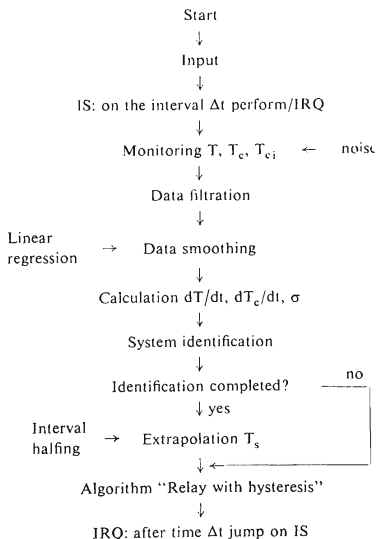 Start
↓
Input
↓
IS: on the interval Δt perform/IRQ
↓
Monitoring T, T_c, T_ci ←
↓
Data filtration
↓
Linear
regression → Data smoothing
↓
Calculation dT/dt, dT_c/dt, σ
↓
System identification
↓
Identification completed? no
↓ yes
Interval
halfing → Extrapolation T_s
↓ ←
Algorithm "Relay with hysteresis"
↓
IRQ: after time Δt jump on IS